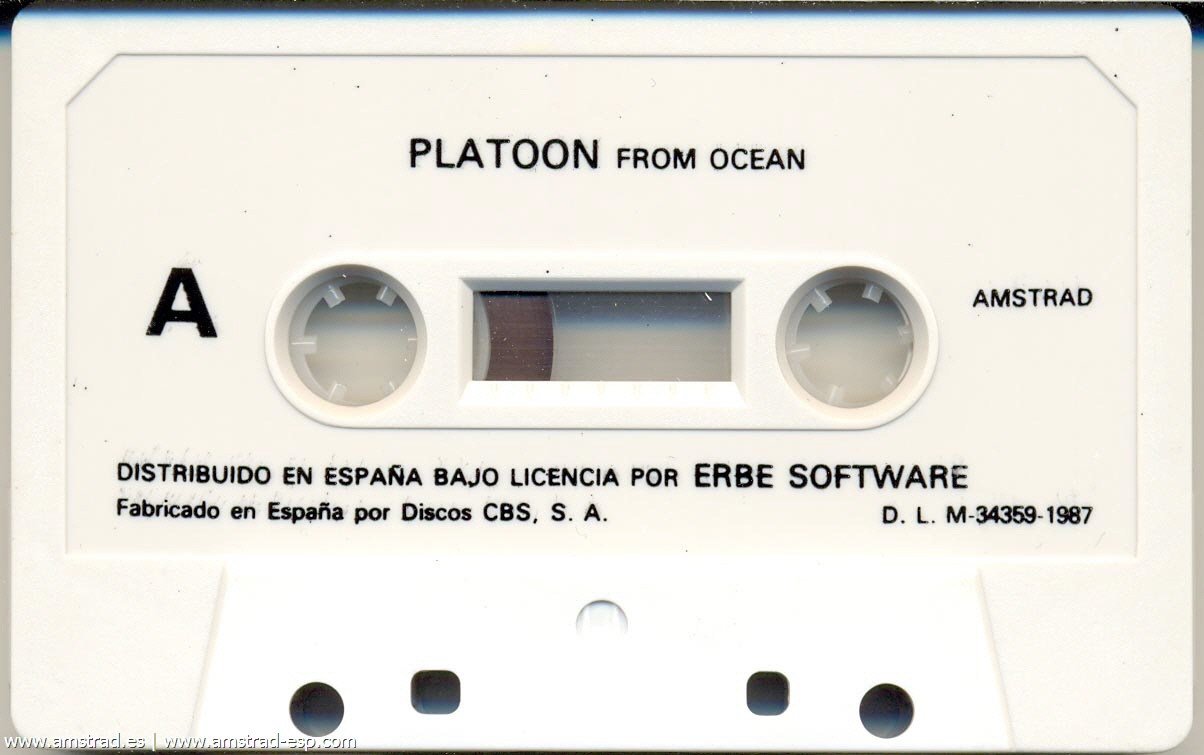 PLATOON FROM OCEAN
A
AMSTRAD
DISTRIBUIDO EN ESPAÑA BAJO LICENCIA POR ERBE SOFTWARE
Fabricado en España por Discos CBS, S. A.
D. L. M-34359-1987
www.amstrad.es | www.amstrad-esp.com